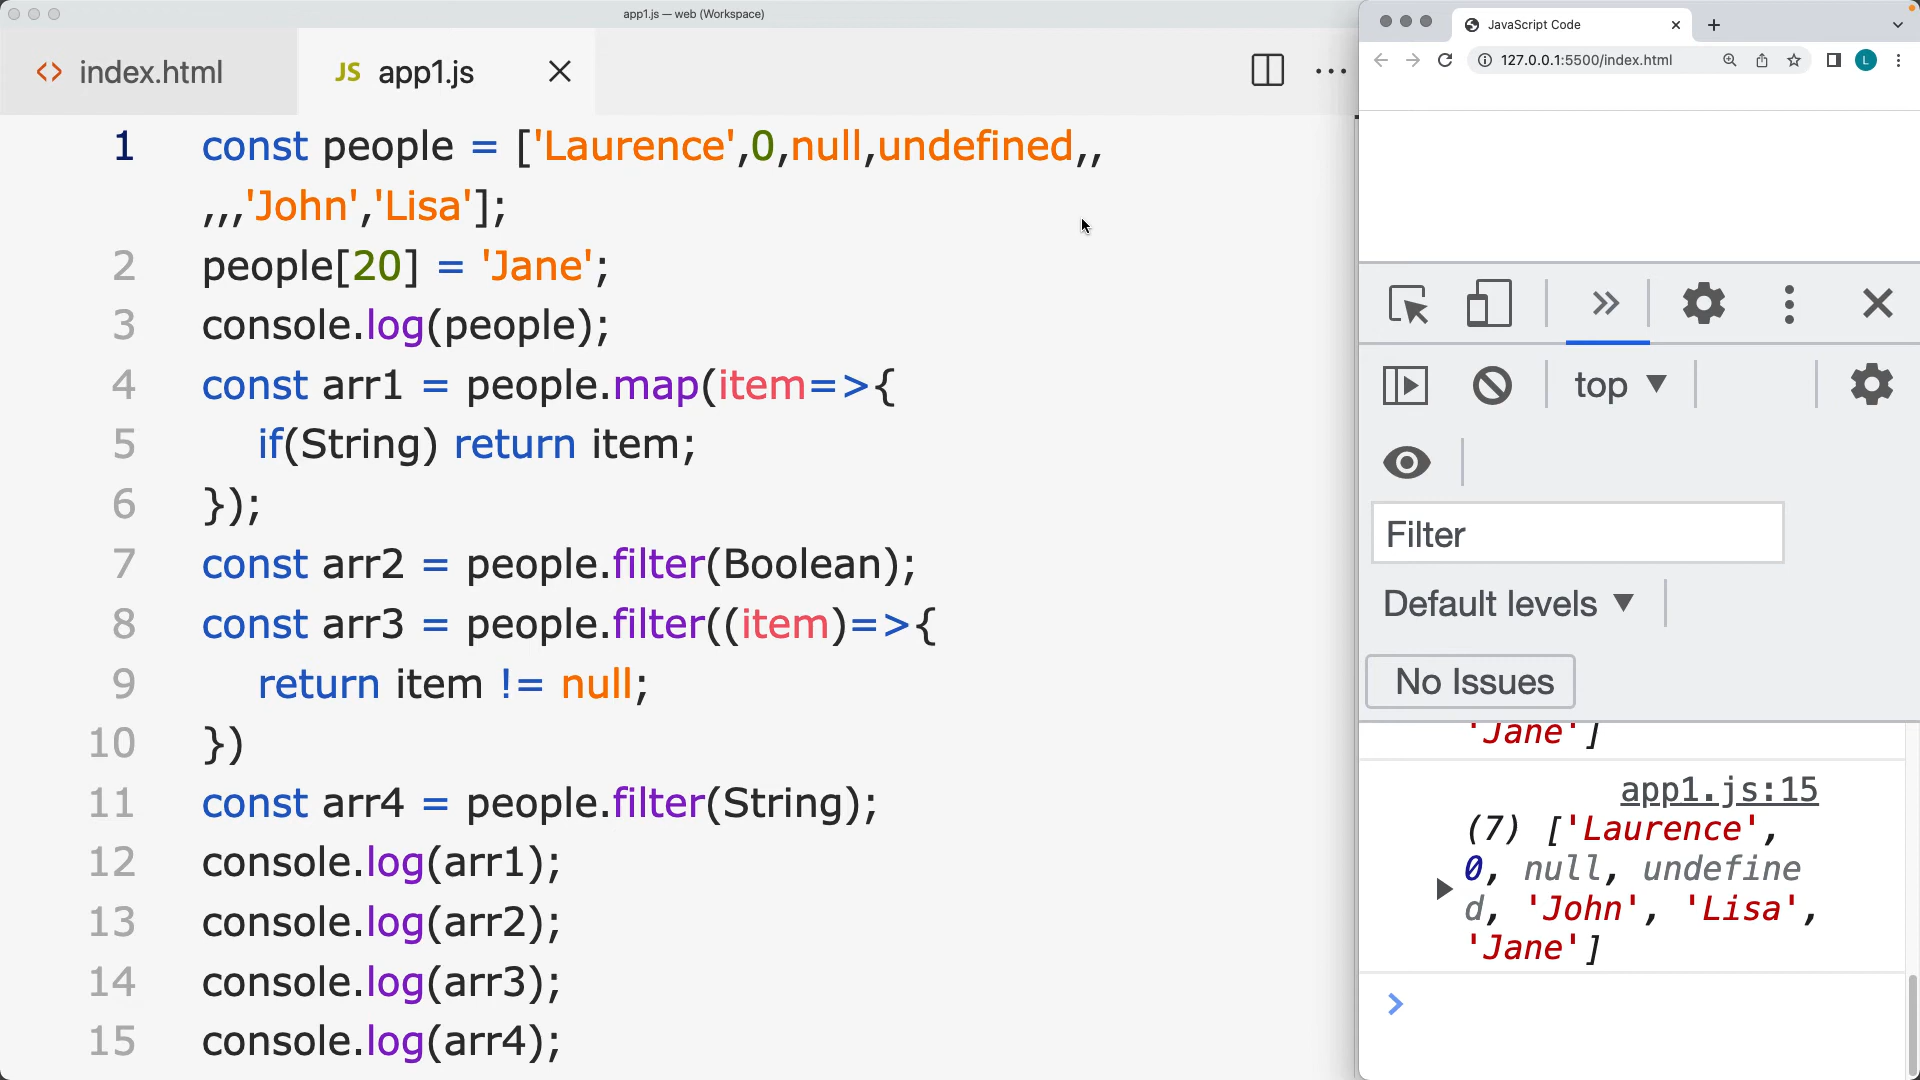 app1.js — web (Workspace)
index.html
JS app1.js
1 const people = ['Laurence',0,null,undefined,,
,,,'John','Lisa'];
2 people[20] = 'Jane';
3 console.log(people);
4 const arr1 = people.map(item=>{
5 if(String) return item;
6 });
7 const arr2 = people.filter(Boolean);
8 const arr3 = people.filter((item)=>{
9 return item != null;
10 })
11 const arr4 = people.filter(String);
12 console.log(arr1);
13 console.log(arr2);
14 console.log(arr3);
15 console.log(arr4);
JavaScript Code
127.0.0.1:5500/index.html
L
top
Filter
Default levels
No Issues
'Jane']
app1.js:15
(7) ['Laurence',
0, null, undefine
d, 'John', 'Lisa',
'Jane']